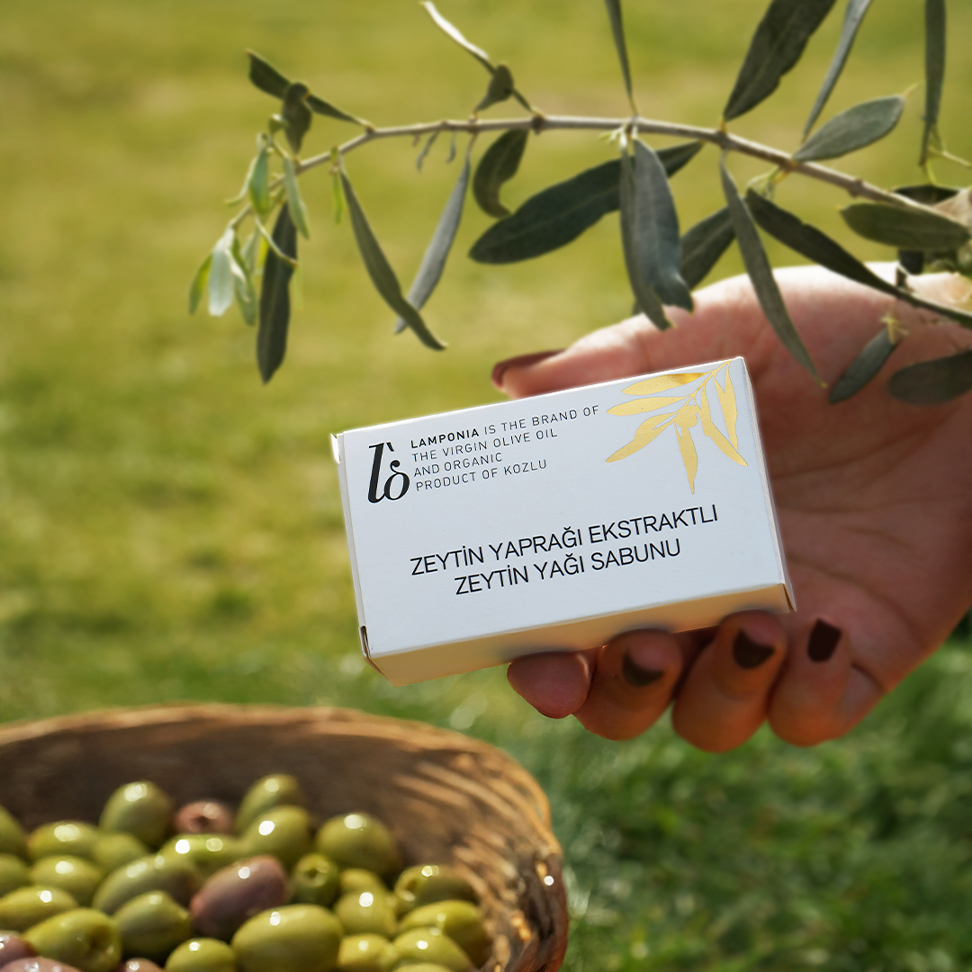 lò
LAMPONIA IS THE BRAND OF
THE VIRGIN OLIVE OIL
AND ORGANIC
PRODUCT OF KOZLU
ZEYTİN YAPRAĞI EKSTRAKTLI
ZEYTİN YAĞI SABUNU